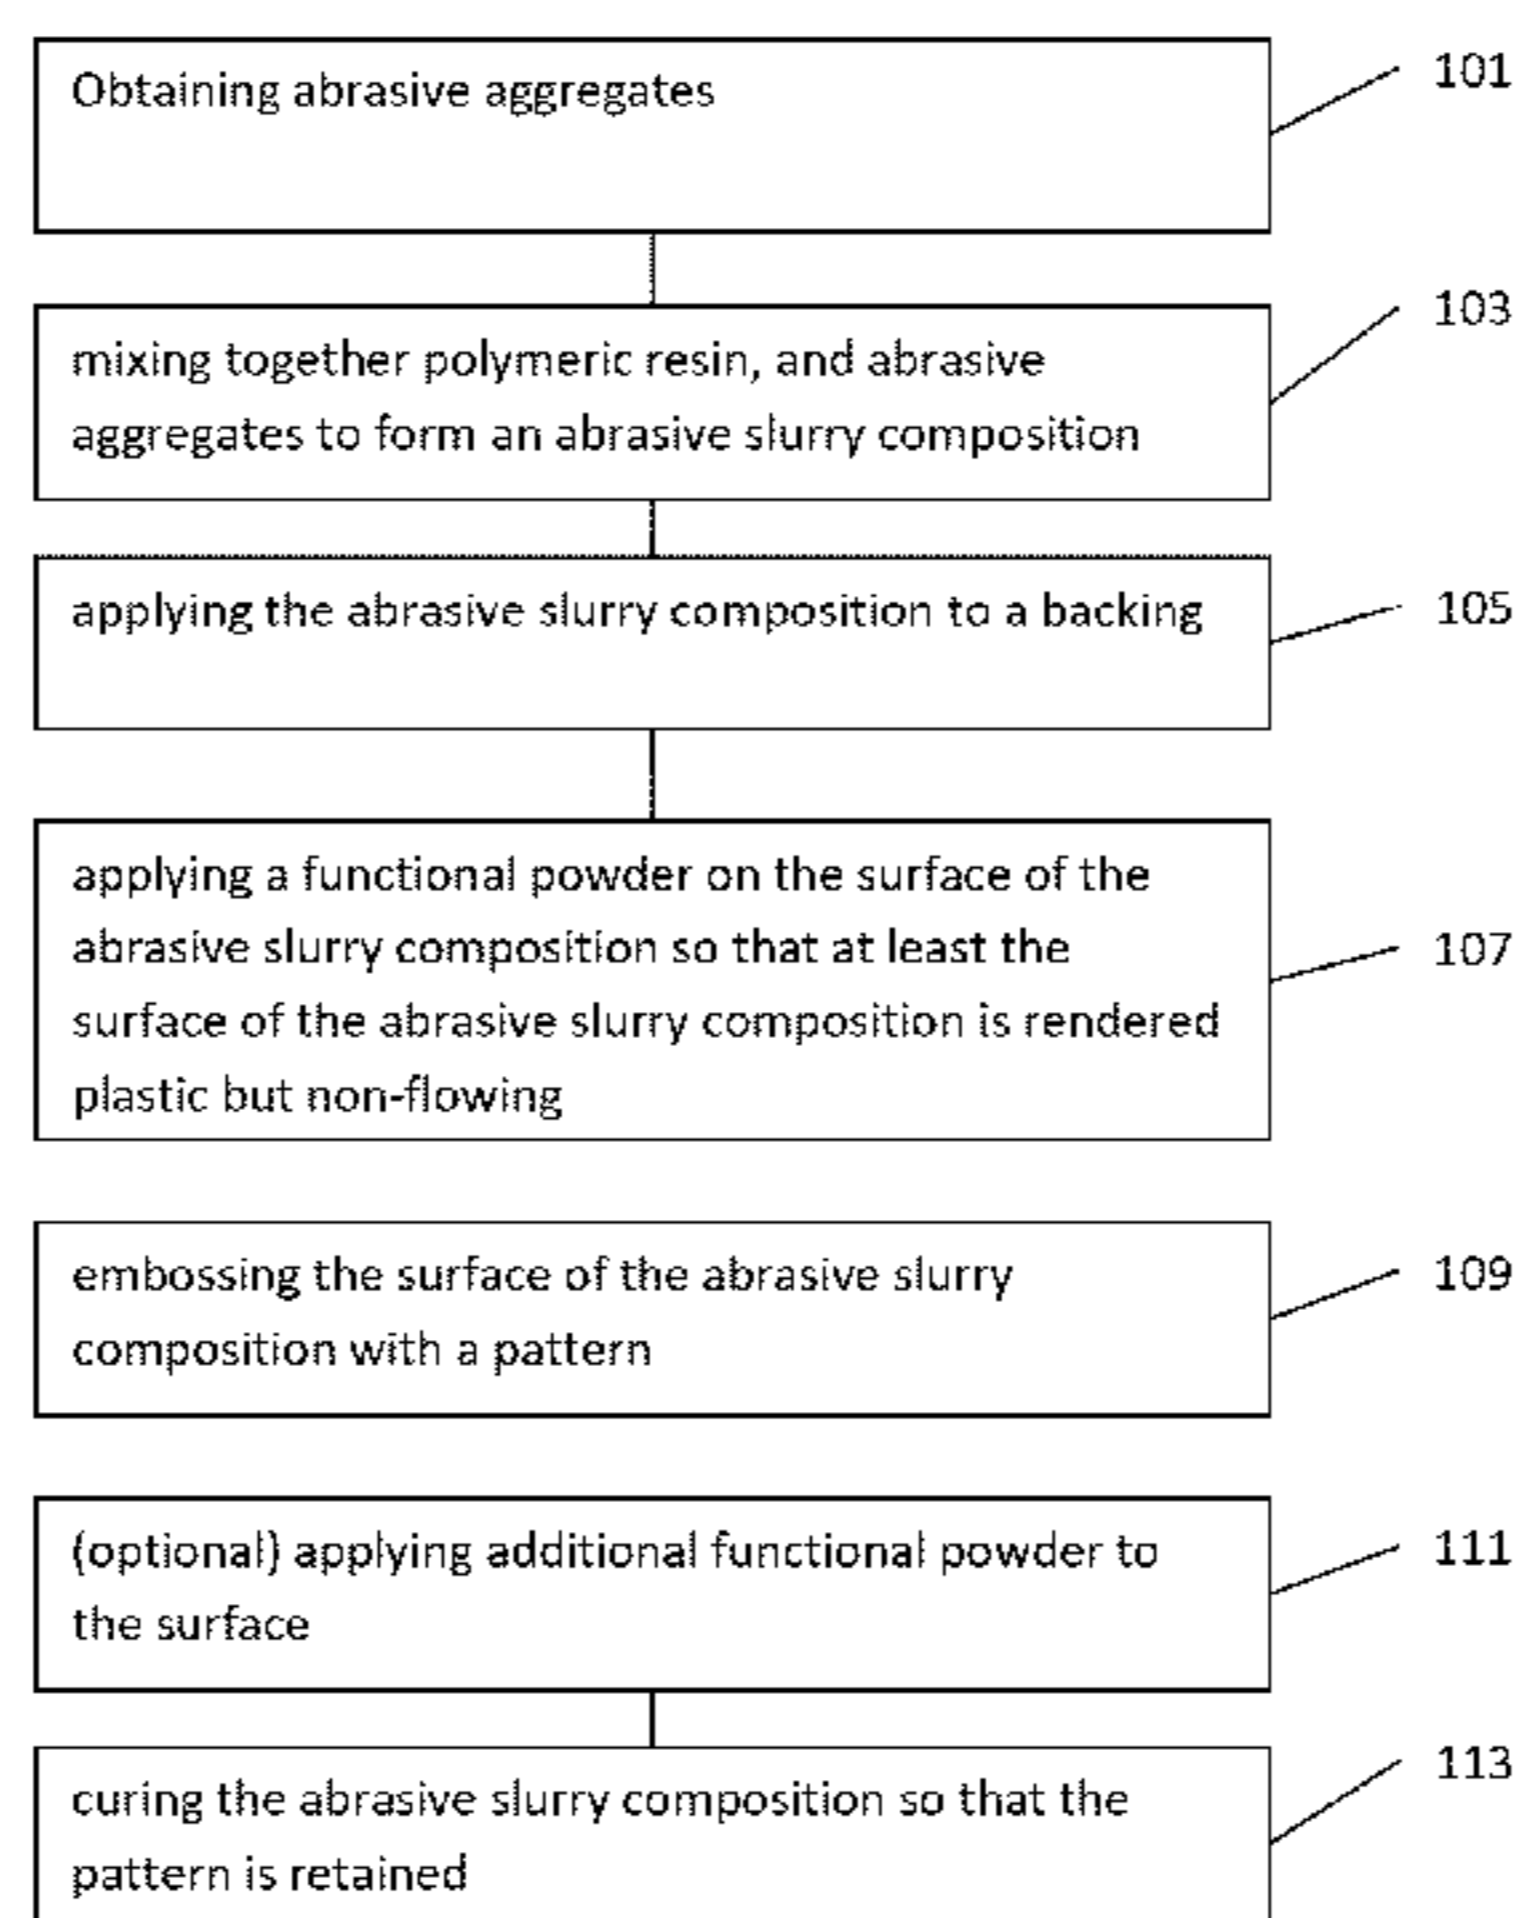 Obtaining abrasive aggregates
101
mixing together polymeric resin, and abrasive
aggregates to form an abrasive slurry composition
103
applying the abrasive slurry composition to a backing
105
applying a functional powder on the surface of the
abrasive slurry composition so that at least the
surface of the abrasive slurry composition is rendered
plastic but non-flowing
107
embossing the surface of the abrasive slurry
composition with a pattern
109
(optional) applying additional functional powder to
the surface
111
curing the abrasive slurry composition so that the
pattern is retained
113